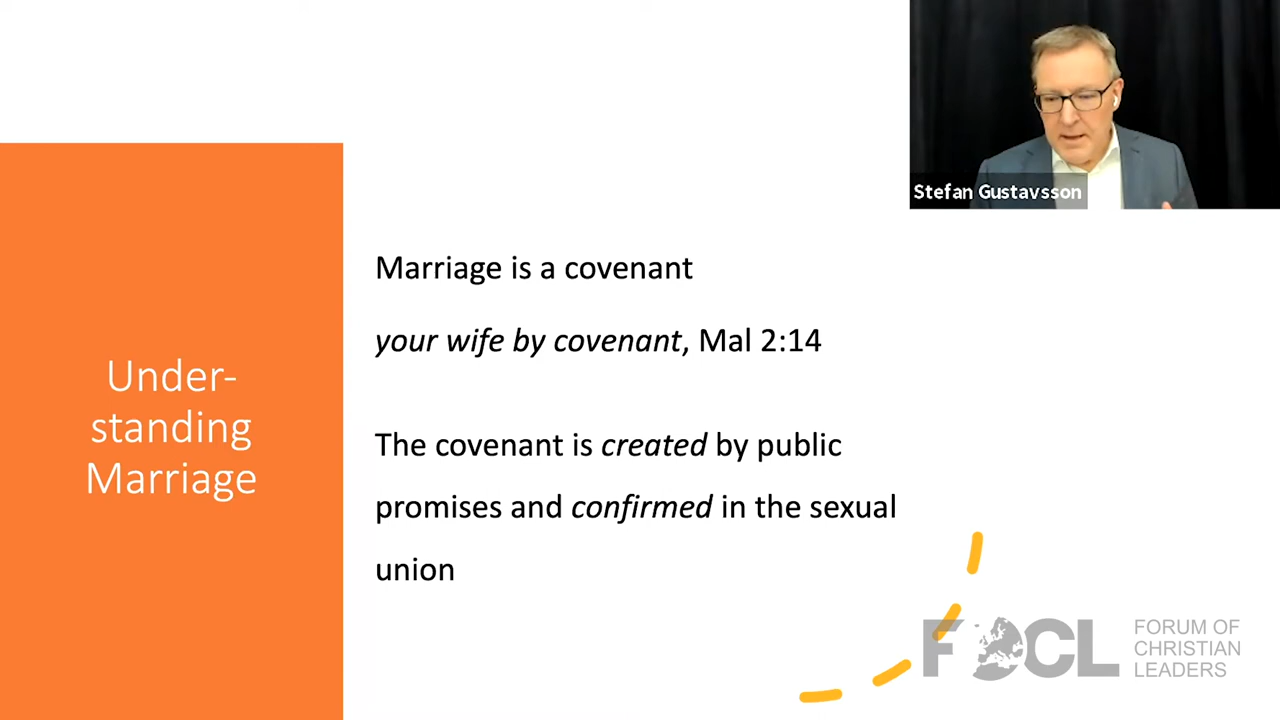 Stefan Gustavsson
Under-
standing
Marriage
Marriage is a covenant
your wife by covenant, Mal 2:14
The covenant is created by public
promises and confirmed in the sexual
union
FOCL
FORUM OF
CHRISTIAN
LEADERS